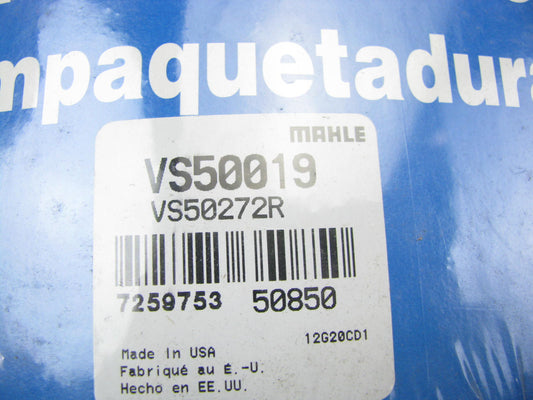 mpaquetadura
MAHLE
VS50019
VS50272R
7259753 50850
12G20CD1
Made In USA
Fabriqué au É.-U.
Hecho en EE.UU.